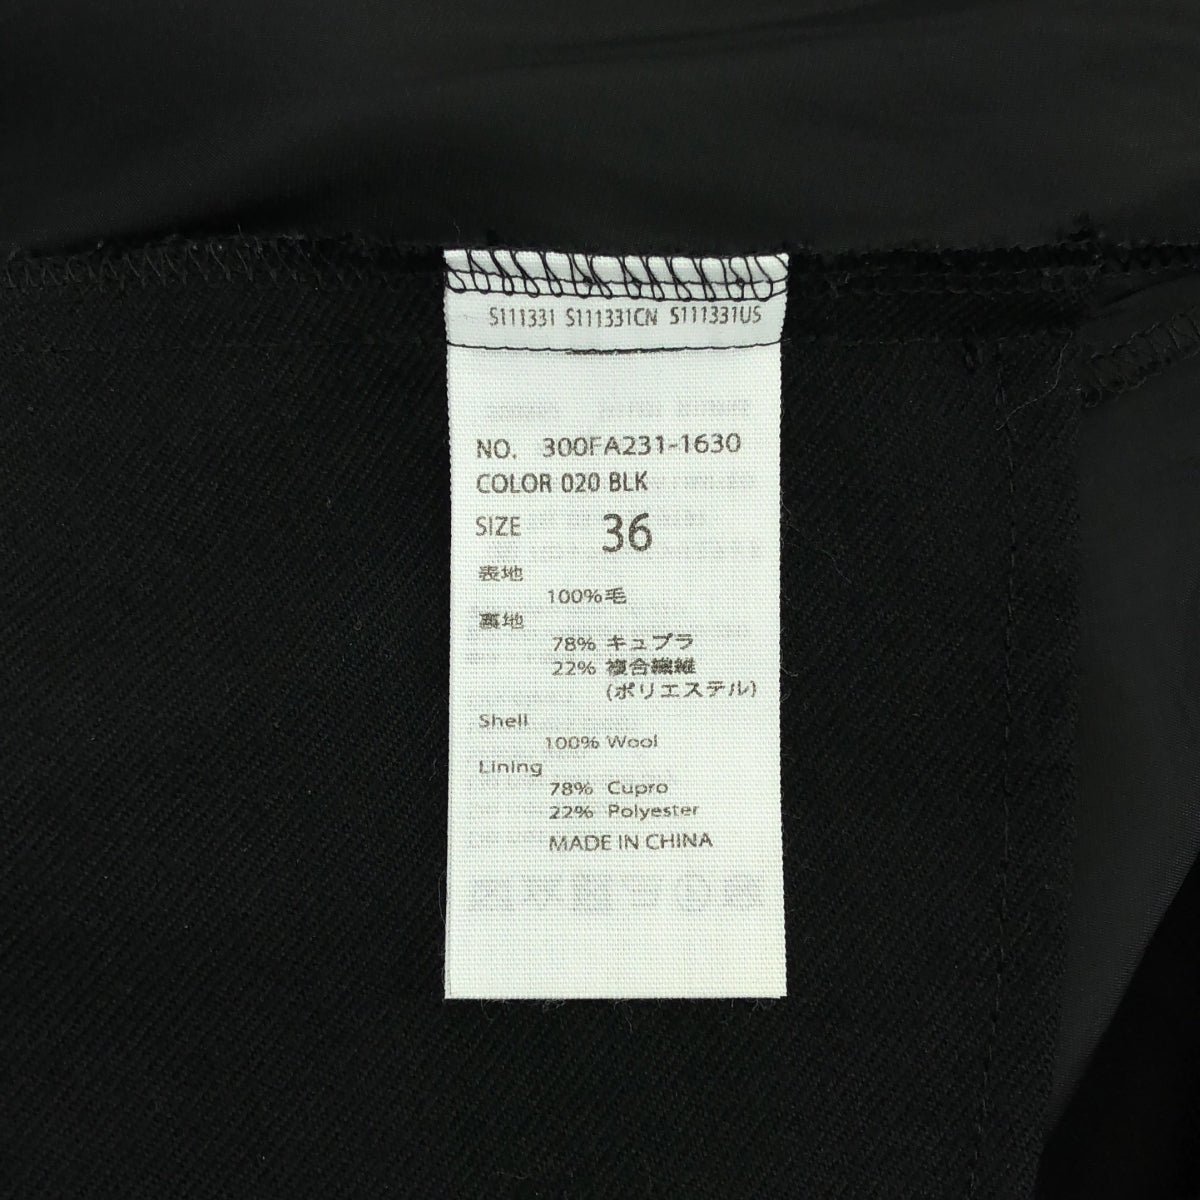 S111331 S111331CN S111331US
NO. 300FA231-1630
COLOR 020 BLK
SIZE 36
表地
100%毛
裏地
78% キュプラ
22% 複合繊維
(ポリエステル)
Shell
100% Wool
Lining
78% Cupro
22% Polyester
MADE IN CHINA